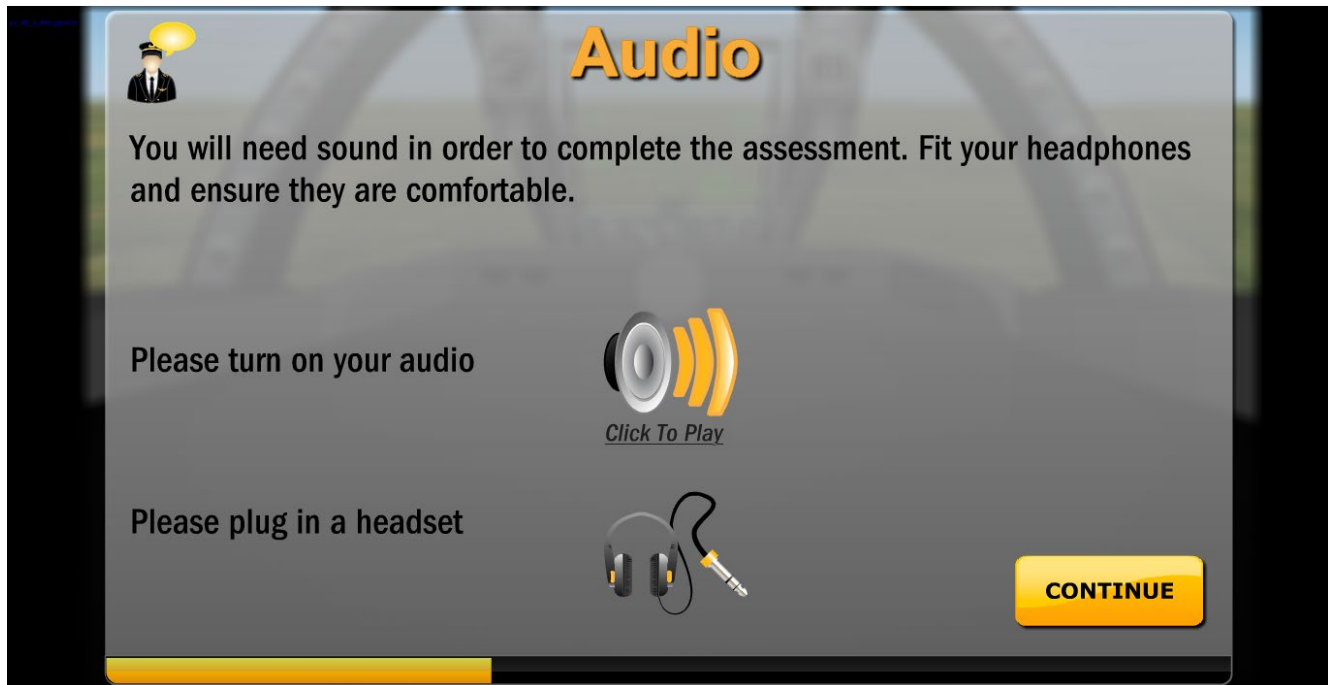 Audio
You will need sound in order to complete the assessment. Fit your headphones
and ensure they are comfortable.
Please turn on your audio
Click To Play
Please plug in a headset
CONTINUE